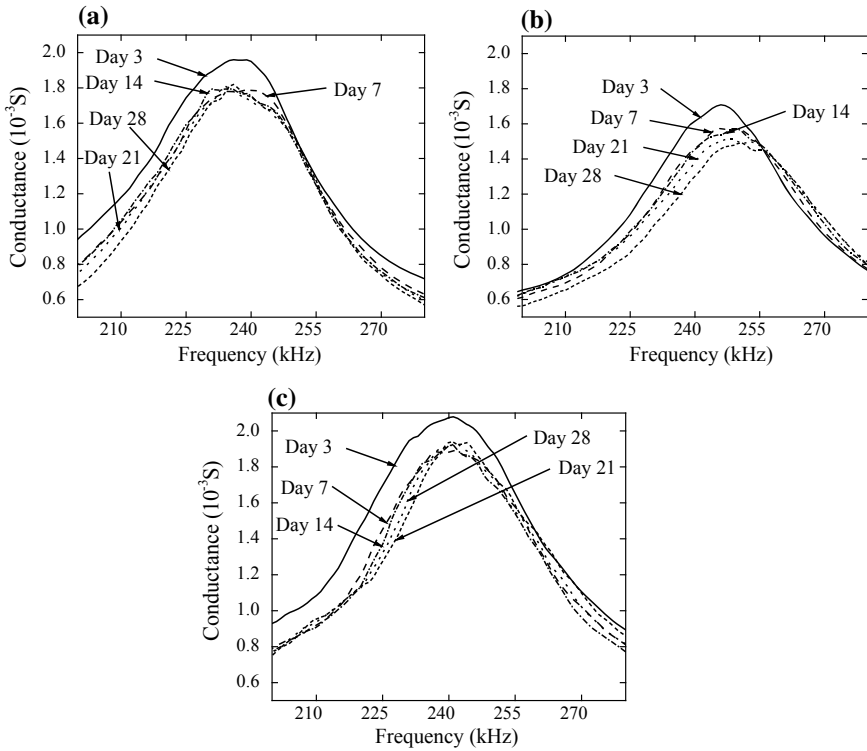 (a)
2.0
1.8
1.6
1.4
1.2
1.0
0.8
0.6
Conductance (10⁻³S)
Day 3
Day 14
Day 7
Day 28
Day 21
210 225 240 255 270
Frequency (kHz)
(b)
2.0
1.8
1.6
1.4
1.2
1.0
0.8
0.6
Conductance (10⁻³S)
Day 3
Day 14
Day 7
Day 21
Day 28
210 225 240 255 270
Frequency (kHz)
(c)
2.0
1.8
1.6
1.4
1.2
1.0
0.8
0.6
Conductance (10⁻³S)
Day 3
Day 28
Day 21
Day 7
Day 14
210 225 240 255 270
Frequency (kHz)